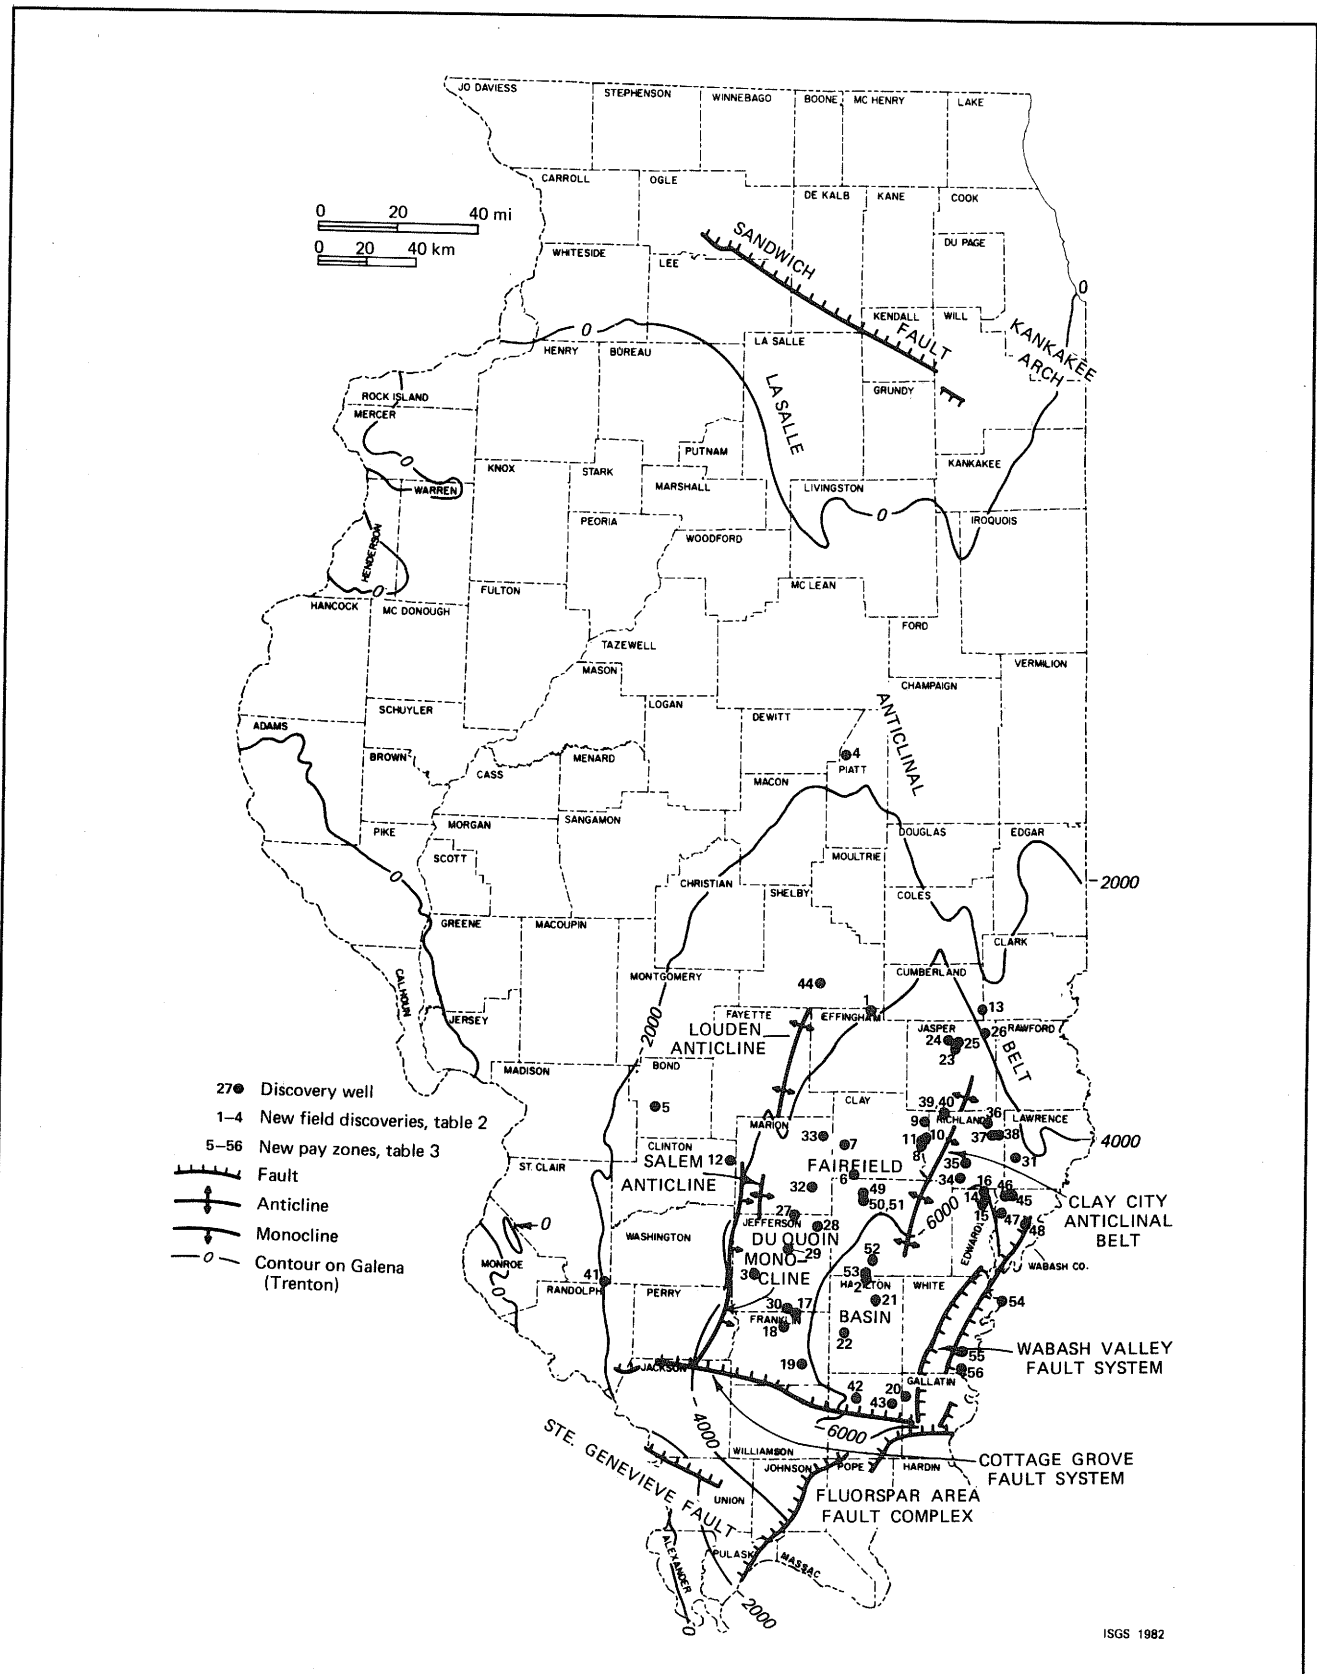 JO DAVIESS
STEPHENSON
WINNEBAGO
BOONE
MC HENRY
LAKE
CARROLL
OGLE
DE KALB
KANE
COOK
0 20 40 mi
0 20 40 km
SANDWICH
FAULT
DU PAGE
WHITESIDE
LEE
0
KENDALL
WILL
KANKAKEE
ARCH
0
HENRY
BUREAU
LA SALLE
LA SALLE
GRUNDY
ROCK ISLAND
MERCER
0
PUTNAM
KNOX
STARK
KANKAKEE
WARREN
MARSHALL
LIVINGSTON
0
IROQUOIS
PEORIA
WOODFORD
HENDERSON
0
MC LEAN
FULTON
HANCOCK
MC DONOUGH
FORD
TAZEWELL
MASON
VERMILION
CHAMPAIGN
SCHUYLER
LOGAN
DEWITT
ANTICLINAL
ADAMS
BROWN
CASS
MENARD
4
PIATT
MACON
PIKE
MORGAN
SANGAMON
DOUGLAS
EDGAR
SCOTT
MOULTRIE
0
CHRISTIAN
SHELBY
COLES
-2000
GREENE
MACOUPIN
CLARK
CALHOUN
MONTGOMERY
CUMBERLAND
44
1
13
JERSEY
FAYETTE
EFFINGHAM
JASPER
RAWFORD
-2000
LOUDEN
ANTICLINE
24
25
23
26
BELT
MADISON
BOND
27 Discovery well
1–4 New field discoveries, table 2
5–56 New pay zones, table 3
Fault
Anticline
Monocline
0 Contour on Galena
(Trenton)
5
CLAY
39,40
MARION
9
RICHLAND
36
LAWRENCE
33
7
11
10
8
37
38
-4000
CLINTON
ST. CLAIR
12
SALEM
ANTICLINE
FAIRFIELD
35
31
6
34
32
49
50,51
16
14
15
46
45
47
48
CLAY CITY
ANTICLINAL
BELT
-6000
27
JEFFERSON
28
0
WASHINGTON
DU QUOIN
MONO-
CLINE
29
EDWARDS
MONROE
52
WABASH CO.
3
53
2
41
RANDOLPH
PERRY
HAMILTON
WHITE
0
30
17
21
54
FRANKLIN
18
BASIN
22
WABASH VALLEY
FAULT SYSTEM
55
56
JACKSON
19
GALLATIN
42
20
43
-4000
-6000
STE. GENEVIEVE FAULT
WILLIAMSON
JOHNSON
POPE
HARDIN
COTTAGE GROVE
FAULT SYSTEM
UNION
FLUORSPAR AREA
FAULT COMPLEX
ALEXANDER
PULASKI
MASSAC
-2000
0
ISGS 1982